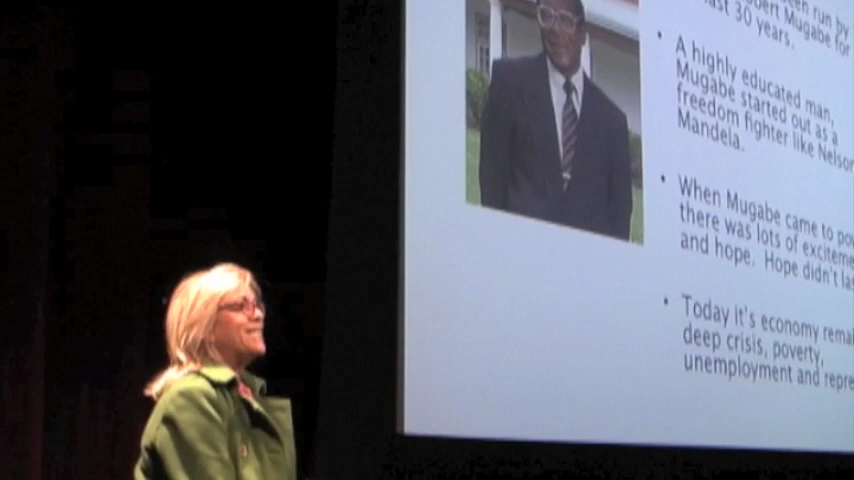 een run by
bert Mugabe for
last 30 years.
• A highly educated man,
Mugabe started out as a
freedom fighter like Nelson
Mandela.
• When Mugabe came to pow
there was lots of exciteme
and hope. Hope didn't las
• Today it's economy remai
deep crisis, poverty,
unemployment and repre